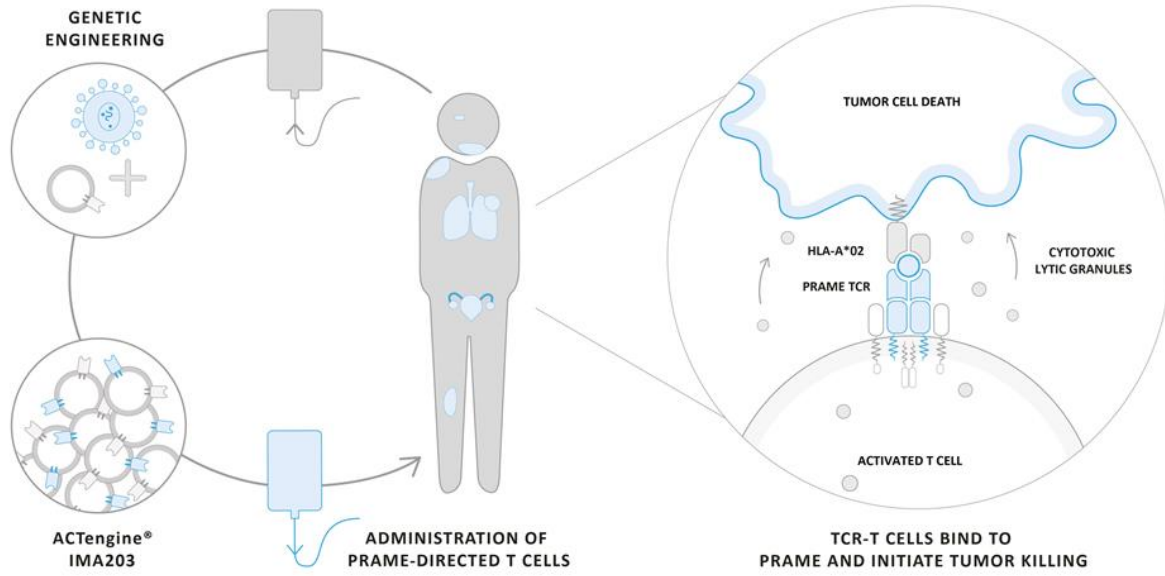 GENETIC
ENGINEERING
TUMOR CELL DEATH
HLA-A*02
PRAME TCR
CYTOTOXIC
LYTIC GRANULES
ACTIVATED T CELL
ACTengine®
IMA203
ADMINISTRATION OF
PRAME-DIRECTED T CELLS
TCR-T CELLS BIND TO
PRAME AND INITIATE TUMOR KILLING